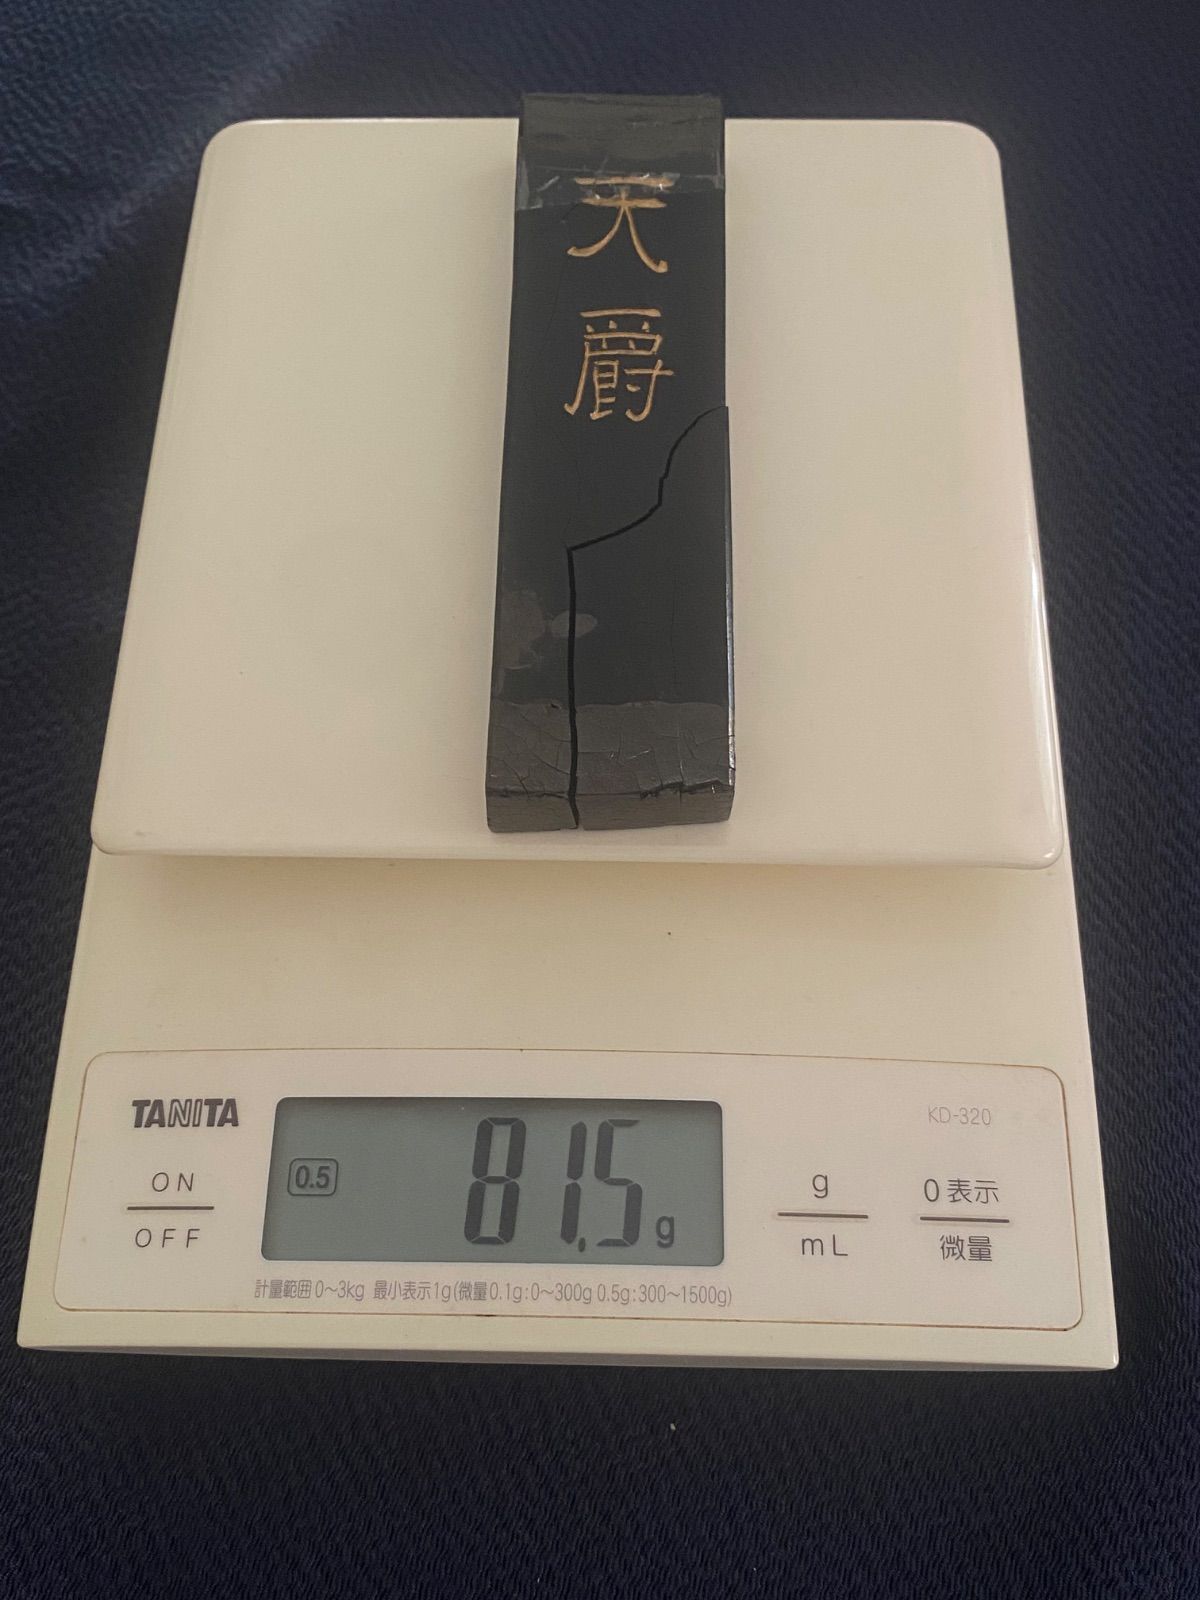 天
爵
TANITA
KD-320
ON
OFF
0.5
81.5 g
g
mL
0表示
微量
計量範囲0～3kg 最小表示1g(微量0.1g:0～300g 0.5g:300～1500g)